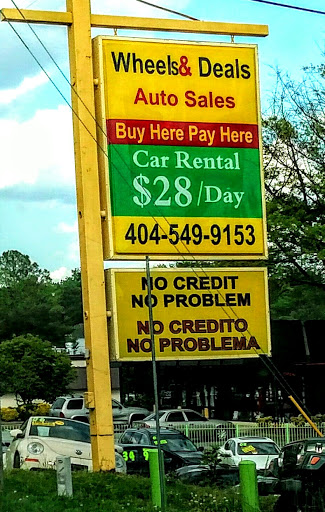 Wheels & Deals
Auto Sales
Buy Here Pay Here
Car Rental
$28/Day
404-549-9153
NO CREDIT
NO PROBLEM
NO CREDITO
NO PROBLEMA